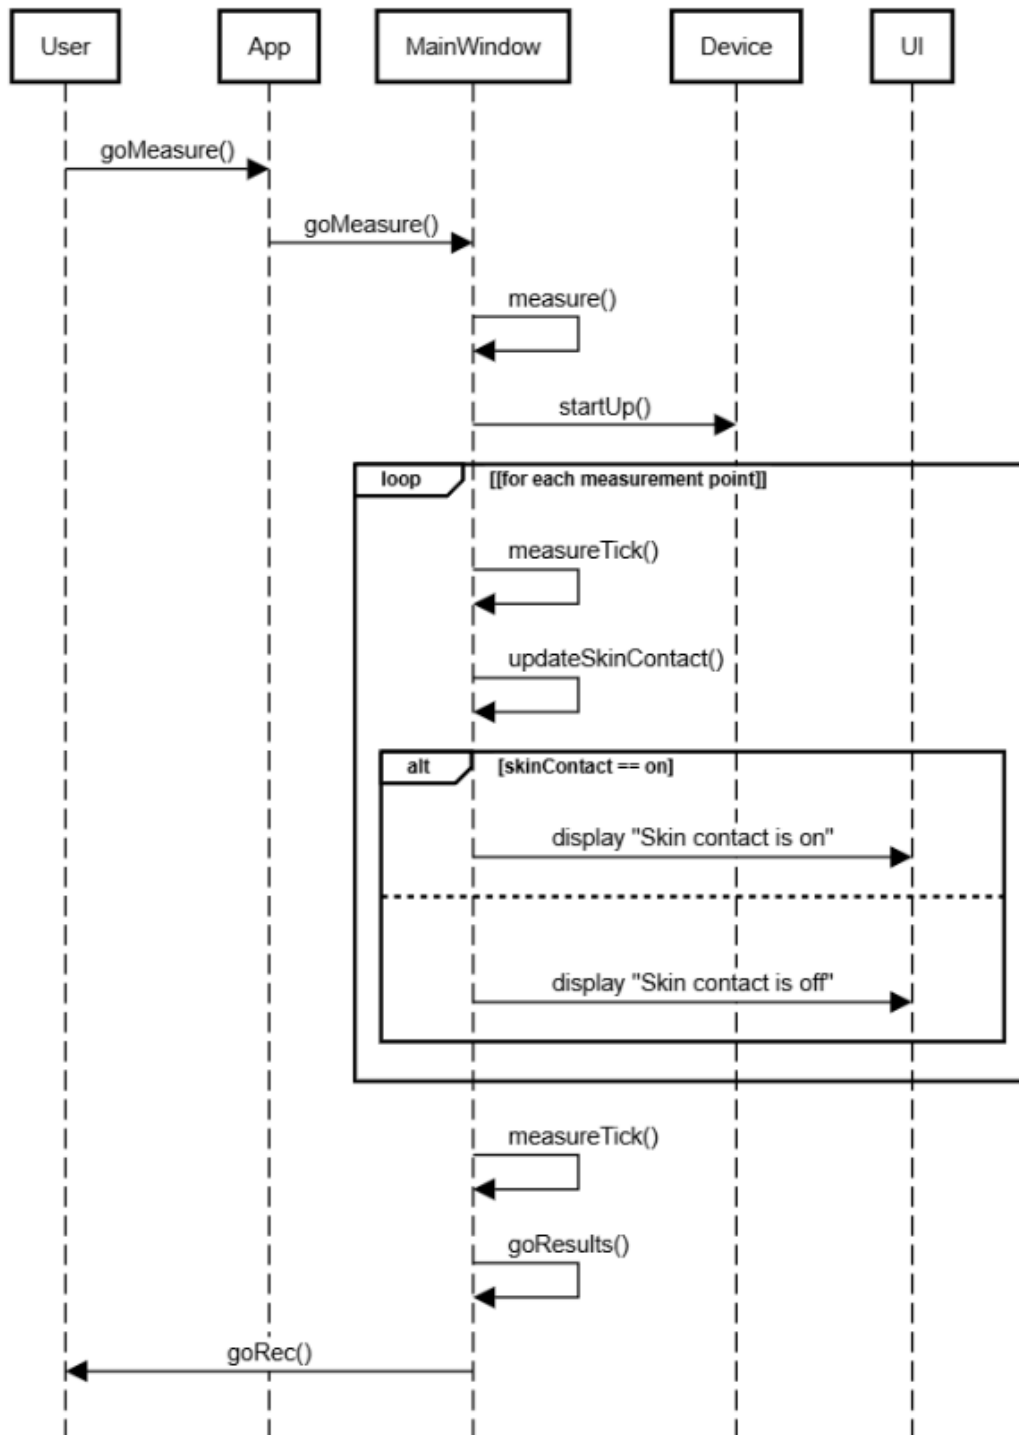 User
App
MainWindow
Device
UI
goMeasure()
goMeasure()
measure()
startUp()
loop
[[for each measurement point]]
measureTick()
updateSkinContact()
alt
[skinContact == on]
display "Skin contact is on"
display "Skin contact is off"
measureTick()
goResults()
goRec()